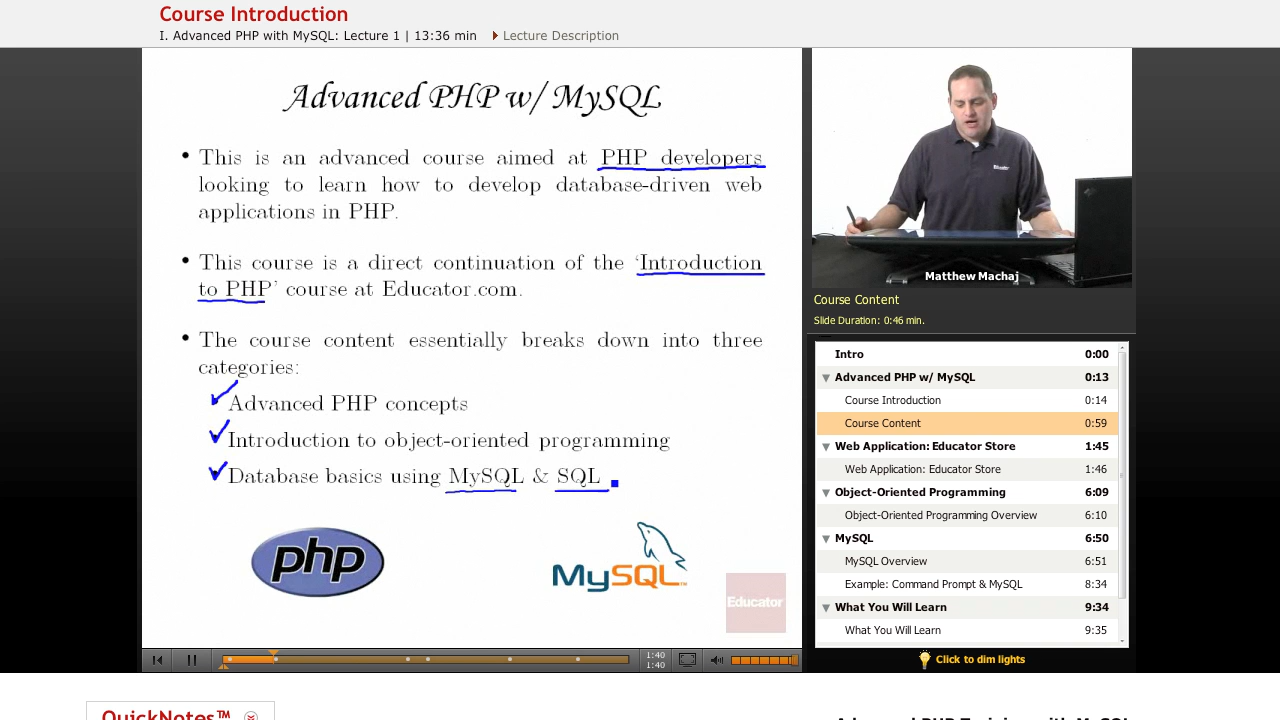 Course Introduction
I. Advanced PHP with MySQL: Lecture 1 | 13:36 min Lecture Description
Advanced PHP w/ MySQL
• This is an advanced course aimed at PHP developers
looking to learn how to develop database-driven web
applications in PHP.
• This course is a direct continuation of the ‘Introduction
to PHP’ course at Educator.com.
• The course content essentially breaks down into three
categories:
Advanced PHP concepts
Introduction to object-oriented programming
Database basics using MySQL & SQL
php
MySQL
Educator
1:40
1:40
Matthew Machaj
Course Content
Slide Duration: 0:46 min.
Intro 0:00
Advanced PHP w/ MySQL 0:13
Course Introduction 0:14
Course Content 0:59
Web Application: Educator Store 1:45
Web Application: Educator Store 1:46
Object-Oriented Programming 6:09
Object-Oriented Programming Overview 6:10
MySQL 6:50
MySQL Overview 6:51
Example: Command Prompt & MySQL 8:34
What You Will Learn 9:34
What You Will Learn 9:35
Click to dim lights
QuickNotes™
Advanced PHP Training with MySQL